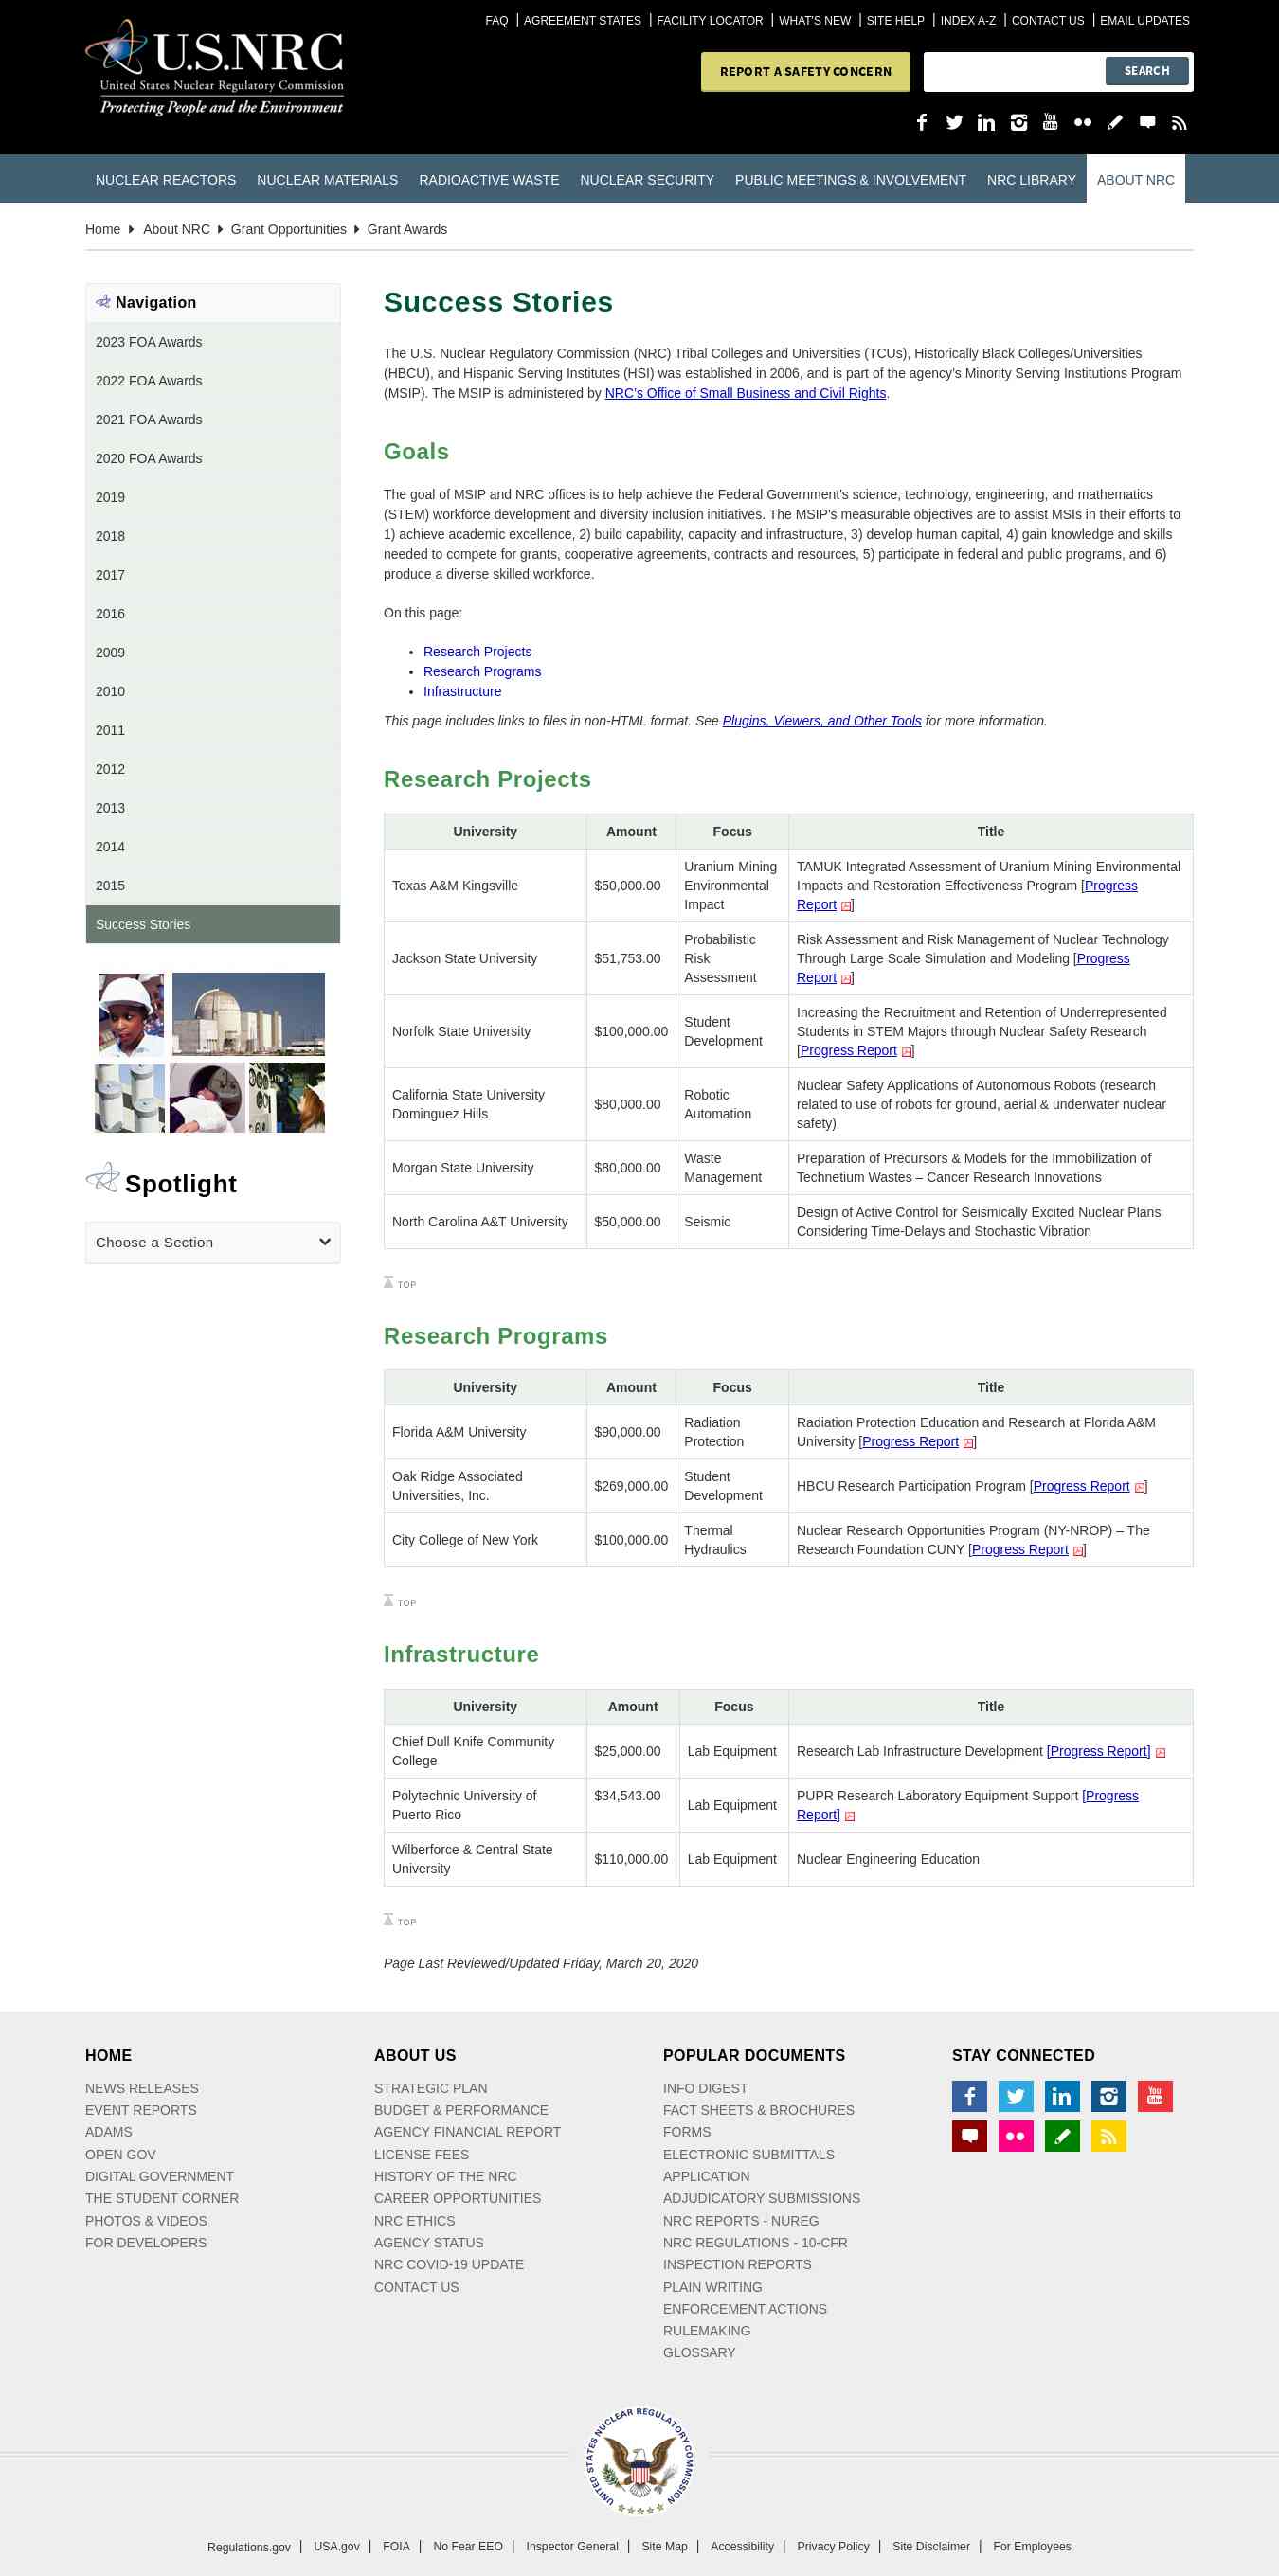 FAQ | AGREEMENT STATES | FACILITY LOCATOR | WHAT'S NEW | SITE HELP | INDEX A-Z | CONTACT US | EMAIL UPDATES
U.S.NRC
United States Nuclear Regulatory Commission
Protecting People and the Environment
REPORT A SAFETY CONCERN
SEARCH
NUCLEAR REACTORS NUCLEAR MATERIALS RADIOACTIVE WASTE NUCLEAR SECURITY PUBLIC MEETINGS & INVOLVEMENT NRC LIBRARY ABOUT NRC
Home About NRC Grant Opportunities Grant Awards
Navigation
2023 FOA Awards
2022 FOA Awards
2021 FOA Awards
2020 FOA Awards
2019
2018
2017
2016
2009
2010
2011
2012
2013
2014
2015
Success Stories
Spotlight
Choose a Section
Success Stories
The U.S. Nuclear Regulatory Commission (NRC) Tribal Colleges and Universities (TCUs), Historically Black Colleges/Universities
(HBCU), and Hispanic Serving Institutes (HSI) was established in 2006, and is part of the agency's Minority Serving Institutions Program
(MSIP). The MSIP is administered by NRC's Office of Small Business and Civil Rights.
Goals
The goal of MSIP and NRC offices is to help achieve the Federal Government's science, technology, engineering, and mathematics
(STEM) workforce development and diversity inclusion initiatives. The MSIP's measurable objectives are to assist MSIs in their efforts to
1) achieve academic excellence, 2) build capability, capacity and infrastructure, 3) develop human capital, 4) gain knowledge and skills
needed to compete for grants, cooperative agreements, contracts and resources, 5) participate in federal and public programs, and 6)
produce a diverse skilled workforce.
On this page:
• Research Projects
• Research Programs
• Infrastructure
This page includes links to files in non-HTML format. See Plugins, Viewers, and Other Tools for more information.
Research Projects
University Amount Focus Title
Texas A&M Kingsville $50,000.00 Uranium Mining Environmental Impact TAMUK Integrated Assessment of Uranium Mining Environmental Impacts and Restoration Effectiveness Program [Progress Report]
Jackson State University $51,753.00 Probabilistic Risk Assessment Risk Assessment and Risk Management of Nuclear Technology Through Large Scale Simulation and Modeling [Progress Report]
Norfolk State University $100,000.00 Student Development Increasing the Recruitment and Retention of Underrepresented Students in STEM Majors through Nuclear Safety Research [Progress Report]
California State University Dominguez Hills $80,000.00 Robotic Automation Nuclear Safety Applications of Autonomous Robots (research related to use of robots for ground, aerial & underwater nuclear safety)
Morgan State University $80,000.00 Waste Management Preparation of Precursors & Models for the Immobilization of Technetium Wastes – Cancer Research Innovations
North Carolina A&T University $50,000.00 Seismic Design of Active Control for Seismically Excited Nuclear Plans Considering Time-Delays and Stochastic Vibration
TOP
Research Programs
University Amount Focus Title
Florida A&M University $90,000.00 Radiation Protection Radiation Protection Education and Research at Florida A&M University [Progress Report]
Oak Ridge Associated Universities, Inc. $269,000.00 Student Development HBCU Research Participation Program [Progress Report]
City College of New York $100,000.00 Thermal Hydraulics Nuclear Research Opportunities Program (NY-NROP) – The Research Foundation CUNY [Progress Report]
TOP
Infrastructure
University Amount Focus Title
Chief Dull Knife Community College $25,000.00 Lab Equipment Research Lab Infrastructure Development [Progress Report]
Polytechnic University of Puerto Rico $34,543.00 Lab Equipment PUPR Research Laboratory Equipment Support [Progress Report]
Wilberforce & Central State University $110,000.00 Lab Equipment Nuclear Engineering Education
TOP
Page Last Reviewed/Updated Friday, March 20, 2020
HOME
NEWS RELEASES
EVENT REPORTS
ADAMS
OPEN GOV
DIGITAL GOVERNMENT
THE STUDENT CORNER
PHOTOS & VIDEOS
FOR DEVELOPERS
ABOUT US
STRATEGIC PLAN
BUDGET & PERFORMANCE
AGENCY FINANCIAL REPORT
LICENSE FEES
HISTORY OF THE NRC
CAREER OPPORTUNITIES
NRC ETHICS
AGENCY STATUS
NRC COVID-19 UPDATE
CONTACT US
POPULAR DOCUMENTS
INFO DIGEST
FACT SHEETS & BROCHURES
FORMS
ELECTRONIC SUBMITTALS
APPLICATION
ADJUDICATORY SUBMISSIONS
NRC REPORTS - NUREG
NRC REGULATIONS - 10-CFR
INSPECTION REPORTS
PLAIN WRITING
ENFORCEMENT ACTIONS
RULEMAKING
GLOSSARY
STAY CONNECTED
You Tube
UNITED STATES NUCLEAR REGULATORY COMMISSION
Regulations.gov | USA.gov | FOIA | No Fear EEO | Inspector General | Site Map | Accessibility | Privacy Policy | Site Disclaimer | For Employees